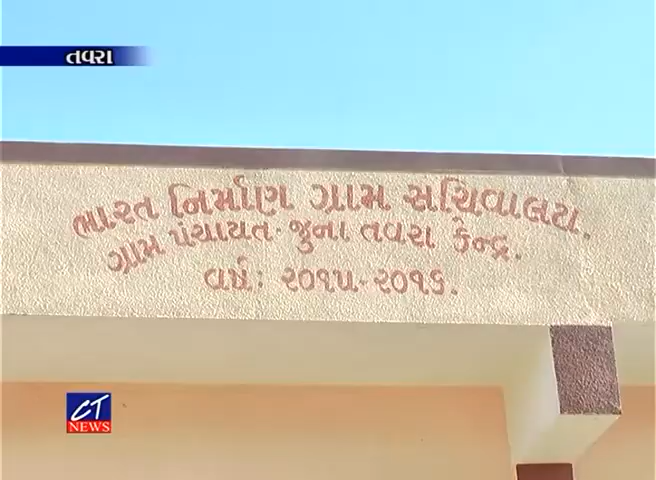 તવરા
ભારત નિર્માણ ગ્રામ સચિવાલય.
ગ્રામ પંચાયત-જુના તવરા કેન્દ્ર.
વર્ષ: ૨૦૧૫-૨૦૧૬.
CT
NEWS